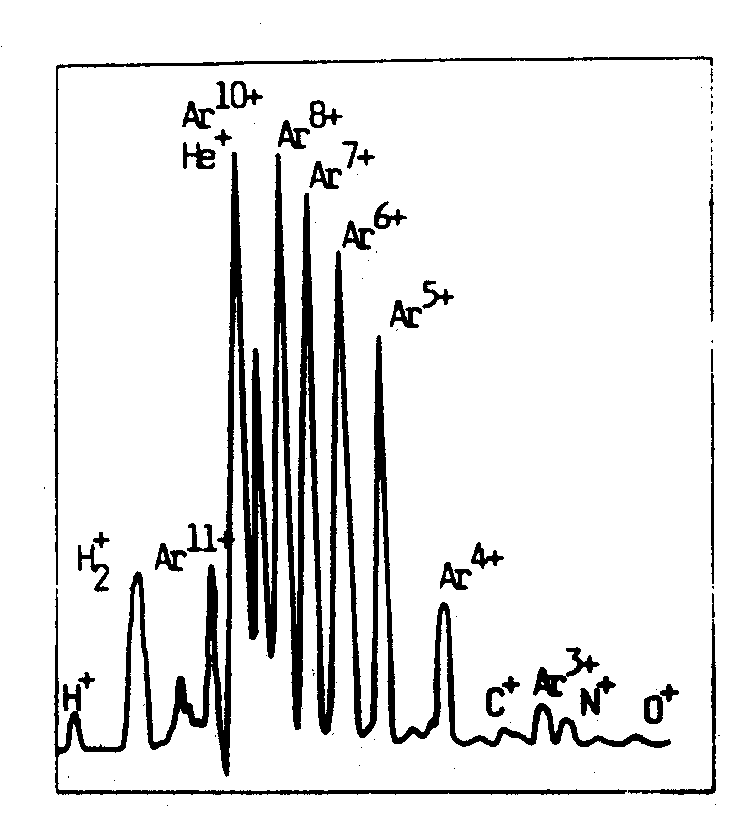 Ar10+
He+
Ar8+
Ar7+
Ar6+
Ar5+
H2+
Ar11+
Ar4+
H+
C+
Ar3+
N+
O+